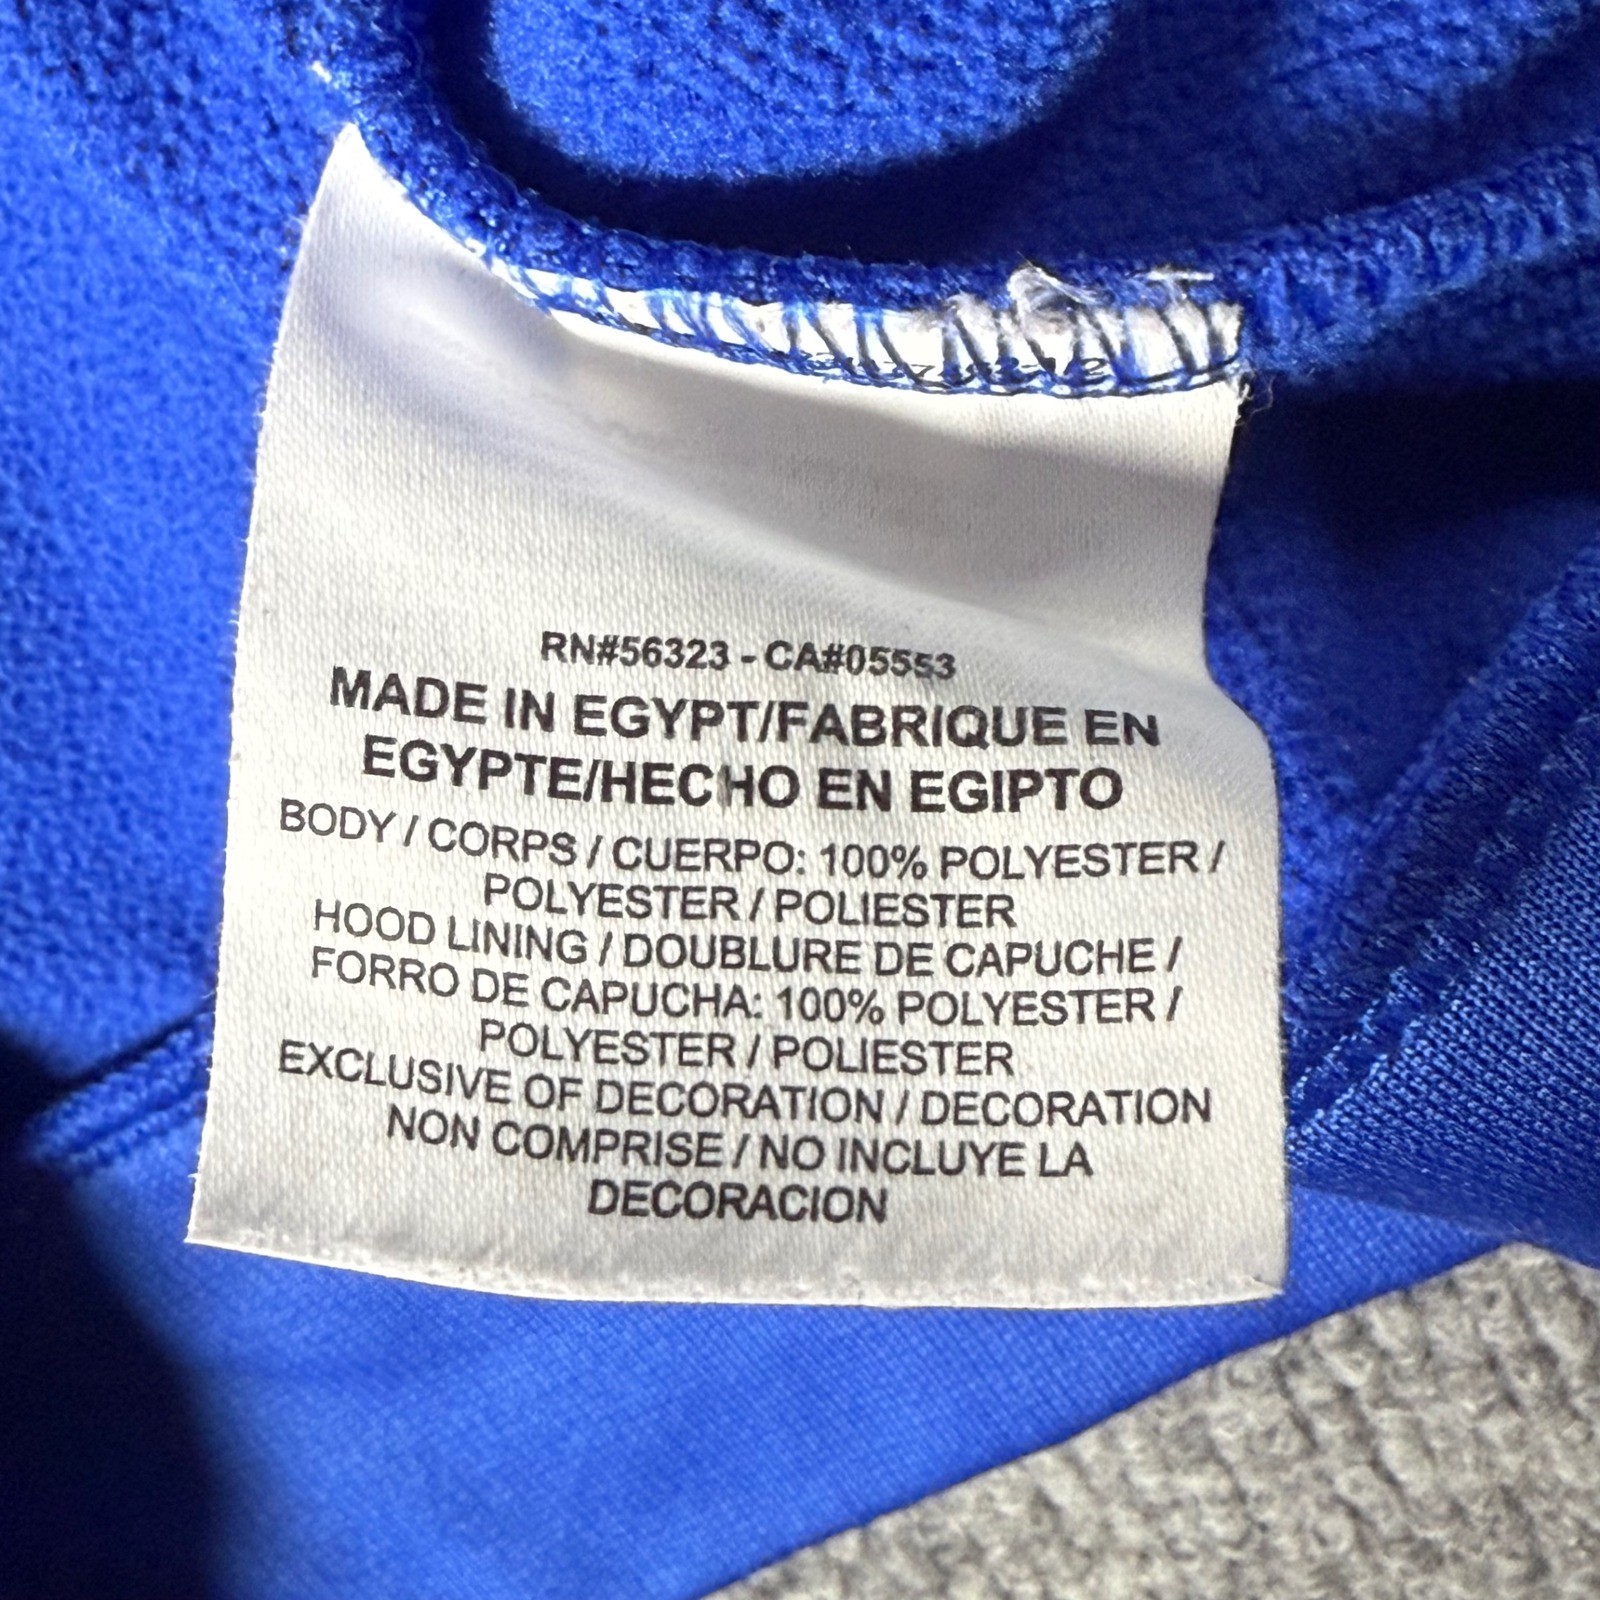 RN#56323 - CA#05553
MADE IN EGYPT/FABRIQUE EN
EGYPTE/HECHO EN EGIPTO
BODY / CORPS / CUERPO: 100% POLYESTER /
POLYESTER / POLIESTER
HOOD LINING / DOUBLURE DE CAPUCHE /
FORRO DE CAPUCHA: 100% POLYESTER /
POLYESTER / POLIESTER
EXCLUSIVE OF DECORATION / DECORATION
NON COMPRISE / NO INCLUYE LA
DECORACION